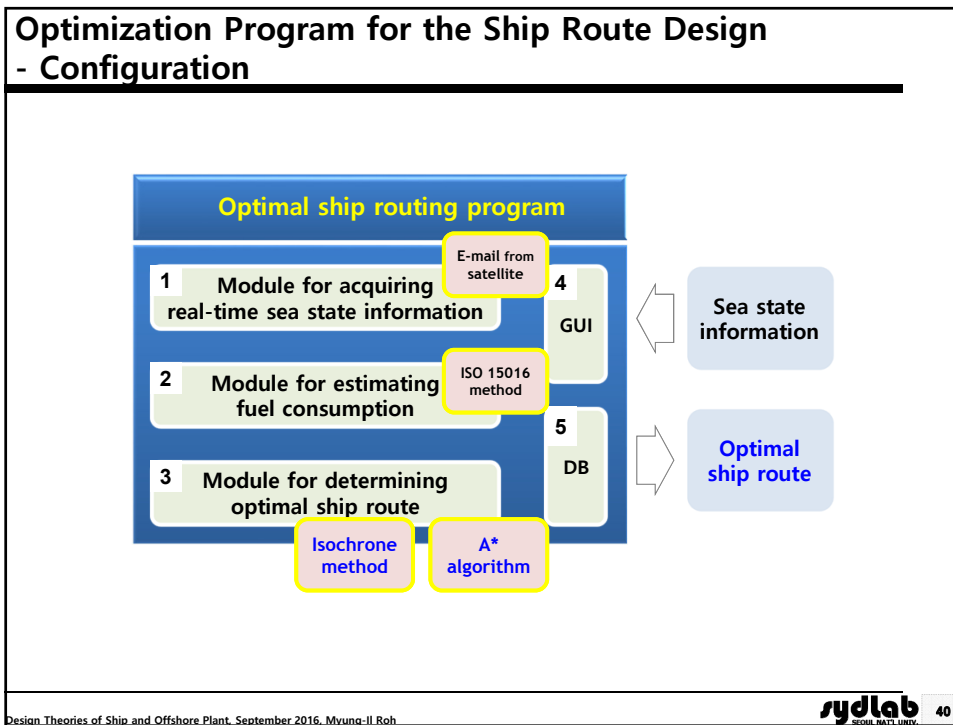 Optimization Program for the Ship Route Design
- Configuration
Optimal ship routing program
E-mail from
satellite
1
Module for acquiring
real-time sea state information
4
GUI
Sea state
information
2
Module for estimating
fuel consumption
ISO 15016
method
5
DB
Optimal
ship route
3
Module for determining
optimal ship route
Isochrone
method
A*
algorithm
Design Theories of Ship and Offshore Plant, September 2016, Myung-Il Roh
sydlab
SEOUL NAT'L UNIV.
40